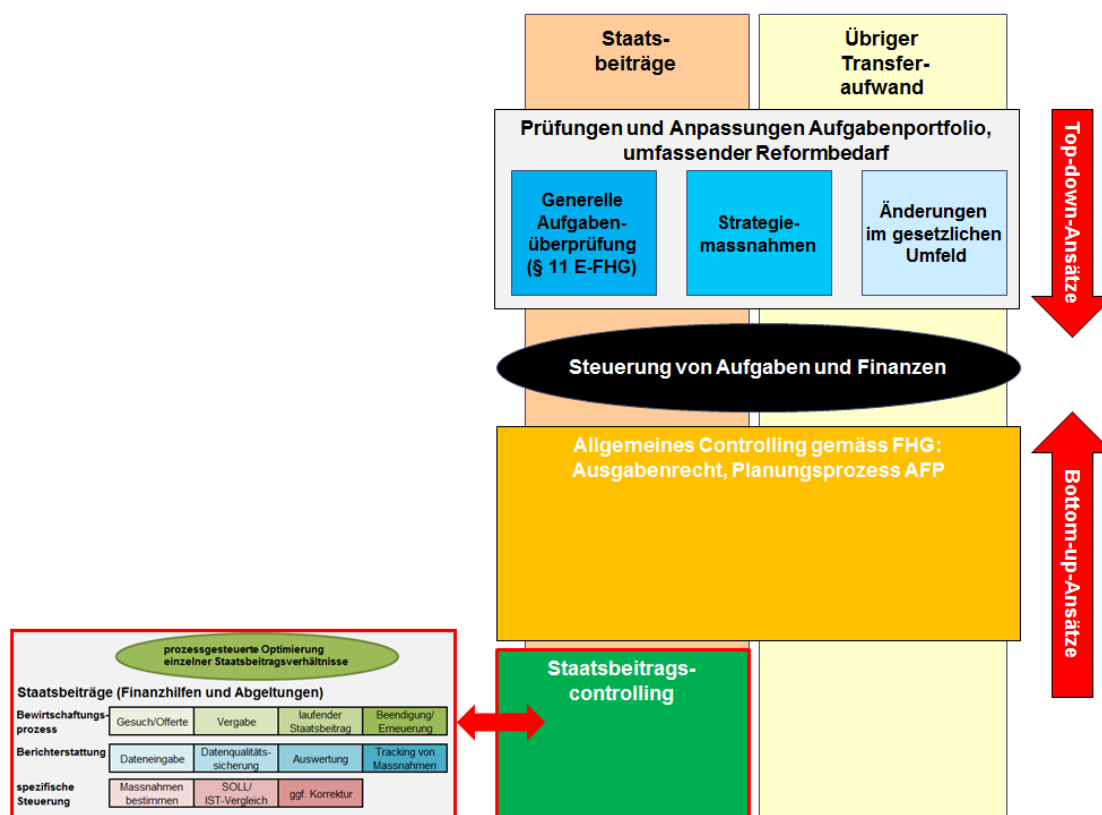 Staats-
beiträge
Übriger
Transfer-
aufwand
Prüfungen und Anpassungen Aufgabenportfolio,
umfassender Reformbedarf
Generelle
Aufgaben-
überprüfung
(§ 11 E-FHG)
Strategie-
massnahmen
Änderungen
im gesetzlichen
Umfeld
Top-down-Ansätze
Steuerung von Aufgaben und Finanzen
Allgemeines Controlling gemäss FHG:
Ausgabenrecht, Planungsprozess AFP
Bottom-up-Ansätze
Staatsbeitrags-
controlling
prozessgesteuerte Optimierung
einzelner Staatsbeitragsverhältnisse
Staatsbeiträge (Finanzhilfen und Abgeltungen)
Bewirtschaftungs-
prozess
Gesuch/Offerte
Vergabe
laufender
Staatsbeitrag
Beendigung/
Erneuerung
Berichterstattung
Dateneingabe
Datenqualitäts-
sicherung
Auswertung
Tracking von
Massnahmen
spezifische
Steuerung
Massnahmen
bestimmen
SOLL/
IST-Vergleich
ggf. Korrektur